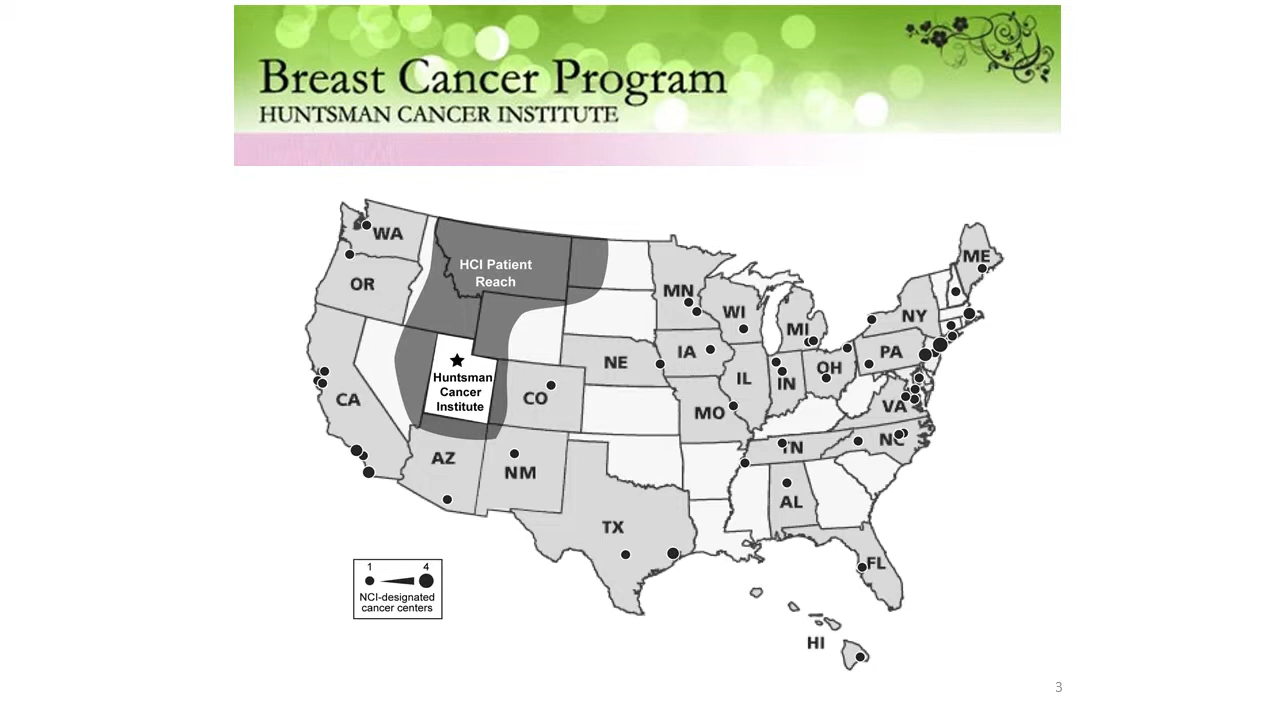 Breast Cancer Program
HUNTSMAN CANCER INSTITUTE
WA
OR
HCI Patient
Reach
Huntsman
Cancer
Institute
CA
AZ
NM
CO
NE
TX
MN
IA
MO
WI
IL
MI
IN
OH
TN
AL
FL
NC
VA
PA
NY
ME
HI
1 4
NCI-designated
cancer centers
3